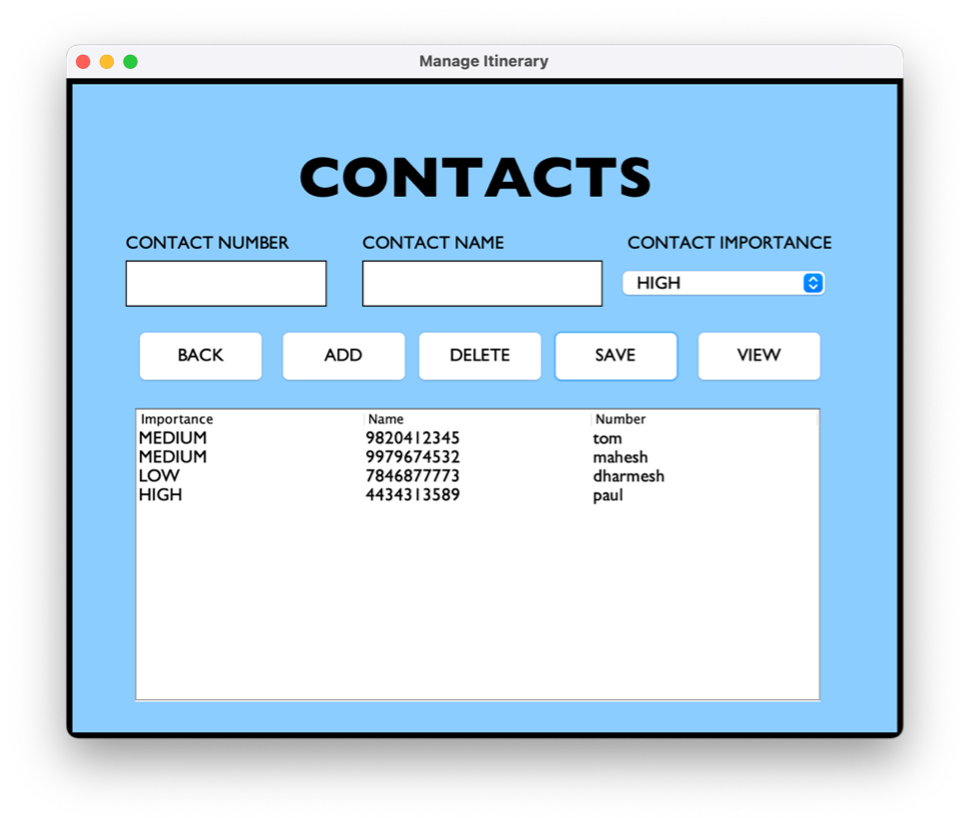 Manage Itinerary
CONTACTS
CONTACT NUMBER CONTACT NAME CONTACT IMPORTANCE
HIGH
BACK ADD DELETE SAVE VIEW
Importance Name Number
MEDIUM 9820412345 tom
MEDIUM 9979674532 mahesh
LOW 7846877773 dharmesh
HIGH 4434313589 paul